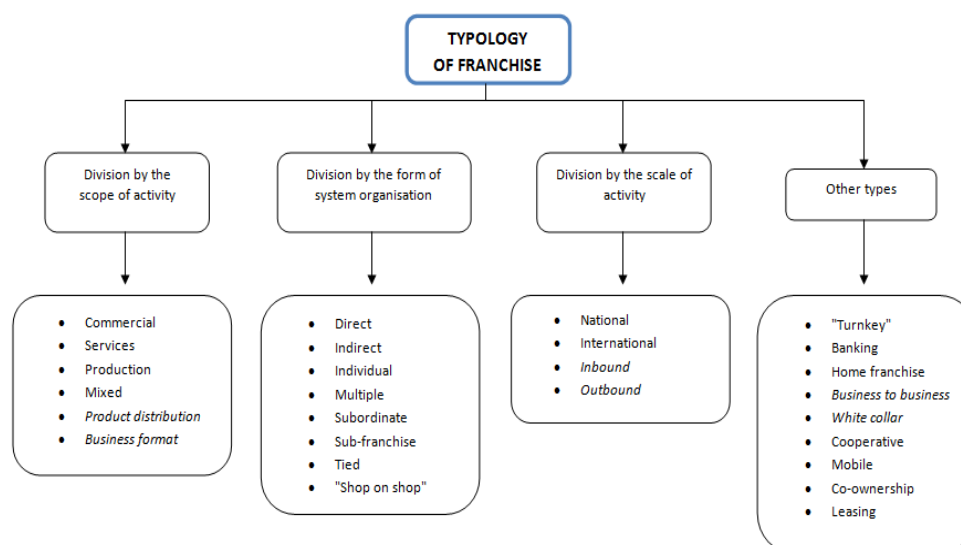 TYPOLOGY
OF FRANCHISE
Division by the
scope of activity
Division by the form of
system organisation
Division by the scale of
activity
Other types
• Commercial
• Services
• Production
• Mixed
• Product distribution
• Business format
• Direct
• Indirect
• Individual
• Multiple
• Subordinate
• Sub-franchise
• Tied
• "Shop on shop"
• National
• International
• Inbound
• Outbound
• "Turnkey"
• Banking
• Home franchise
• Business to business
• White collar
• Cooperative
• Mobile
• Co-ownership
• Leasing